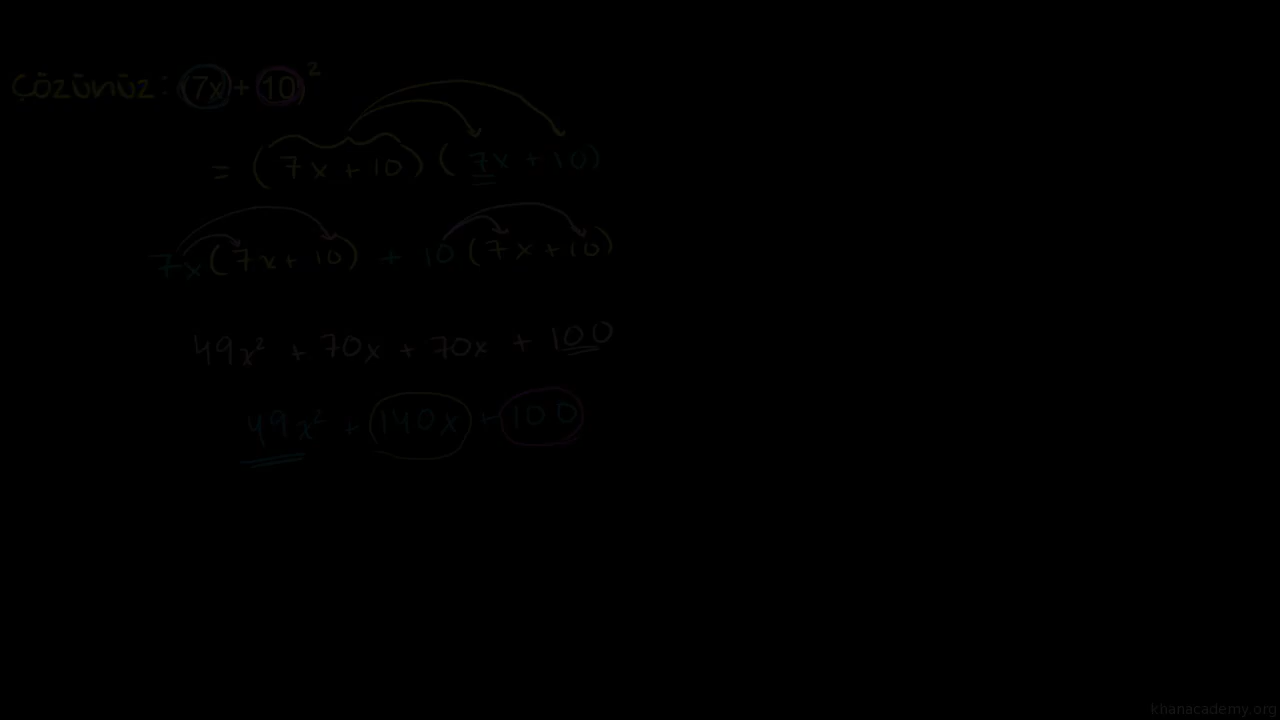 Çözünüz: (7x + 10)²
= (7x + 10) (7x + 10)
7x (7x + 10) + 10 (7x + 10)
49x² + 70x + 70x + 100
49x² + 140x + 100
khanacademy.org